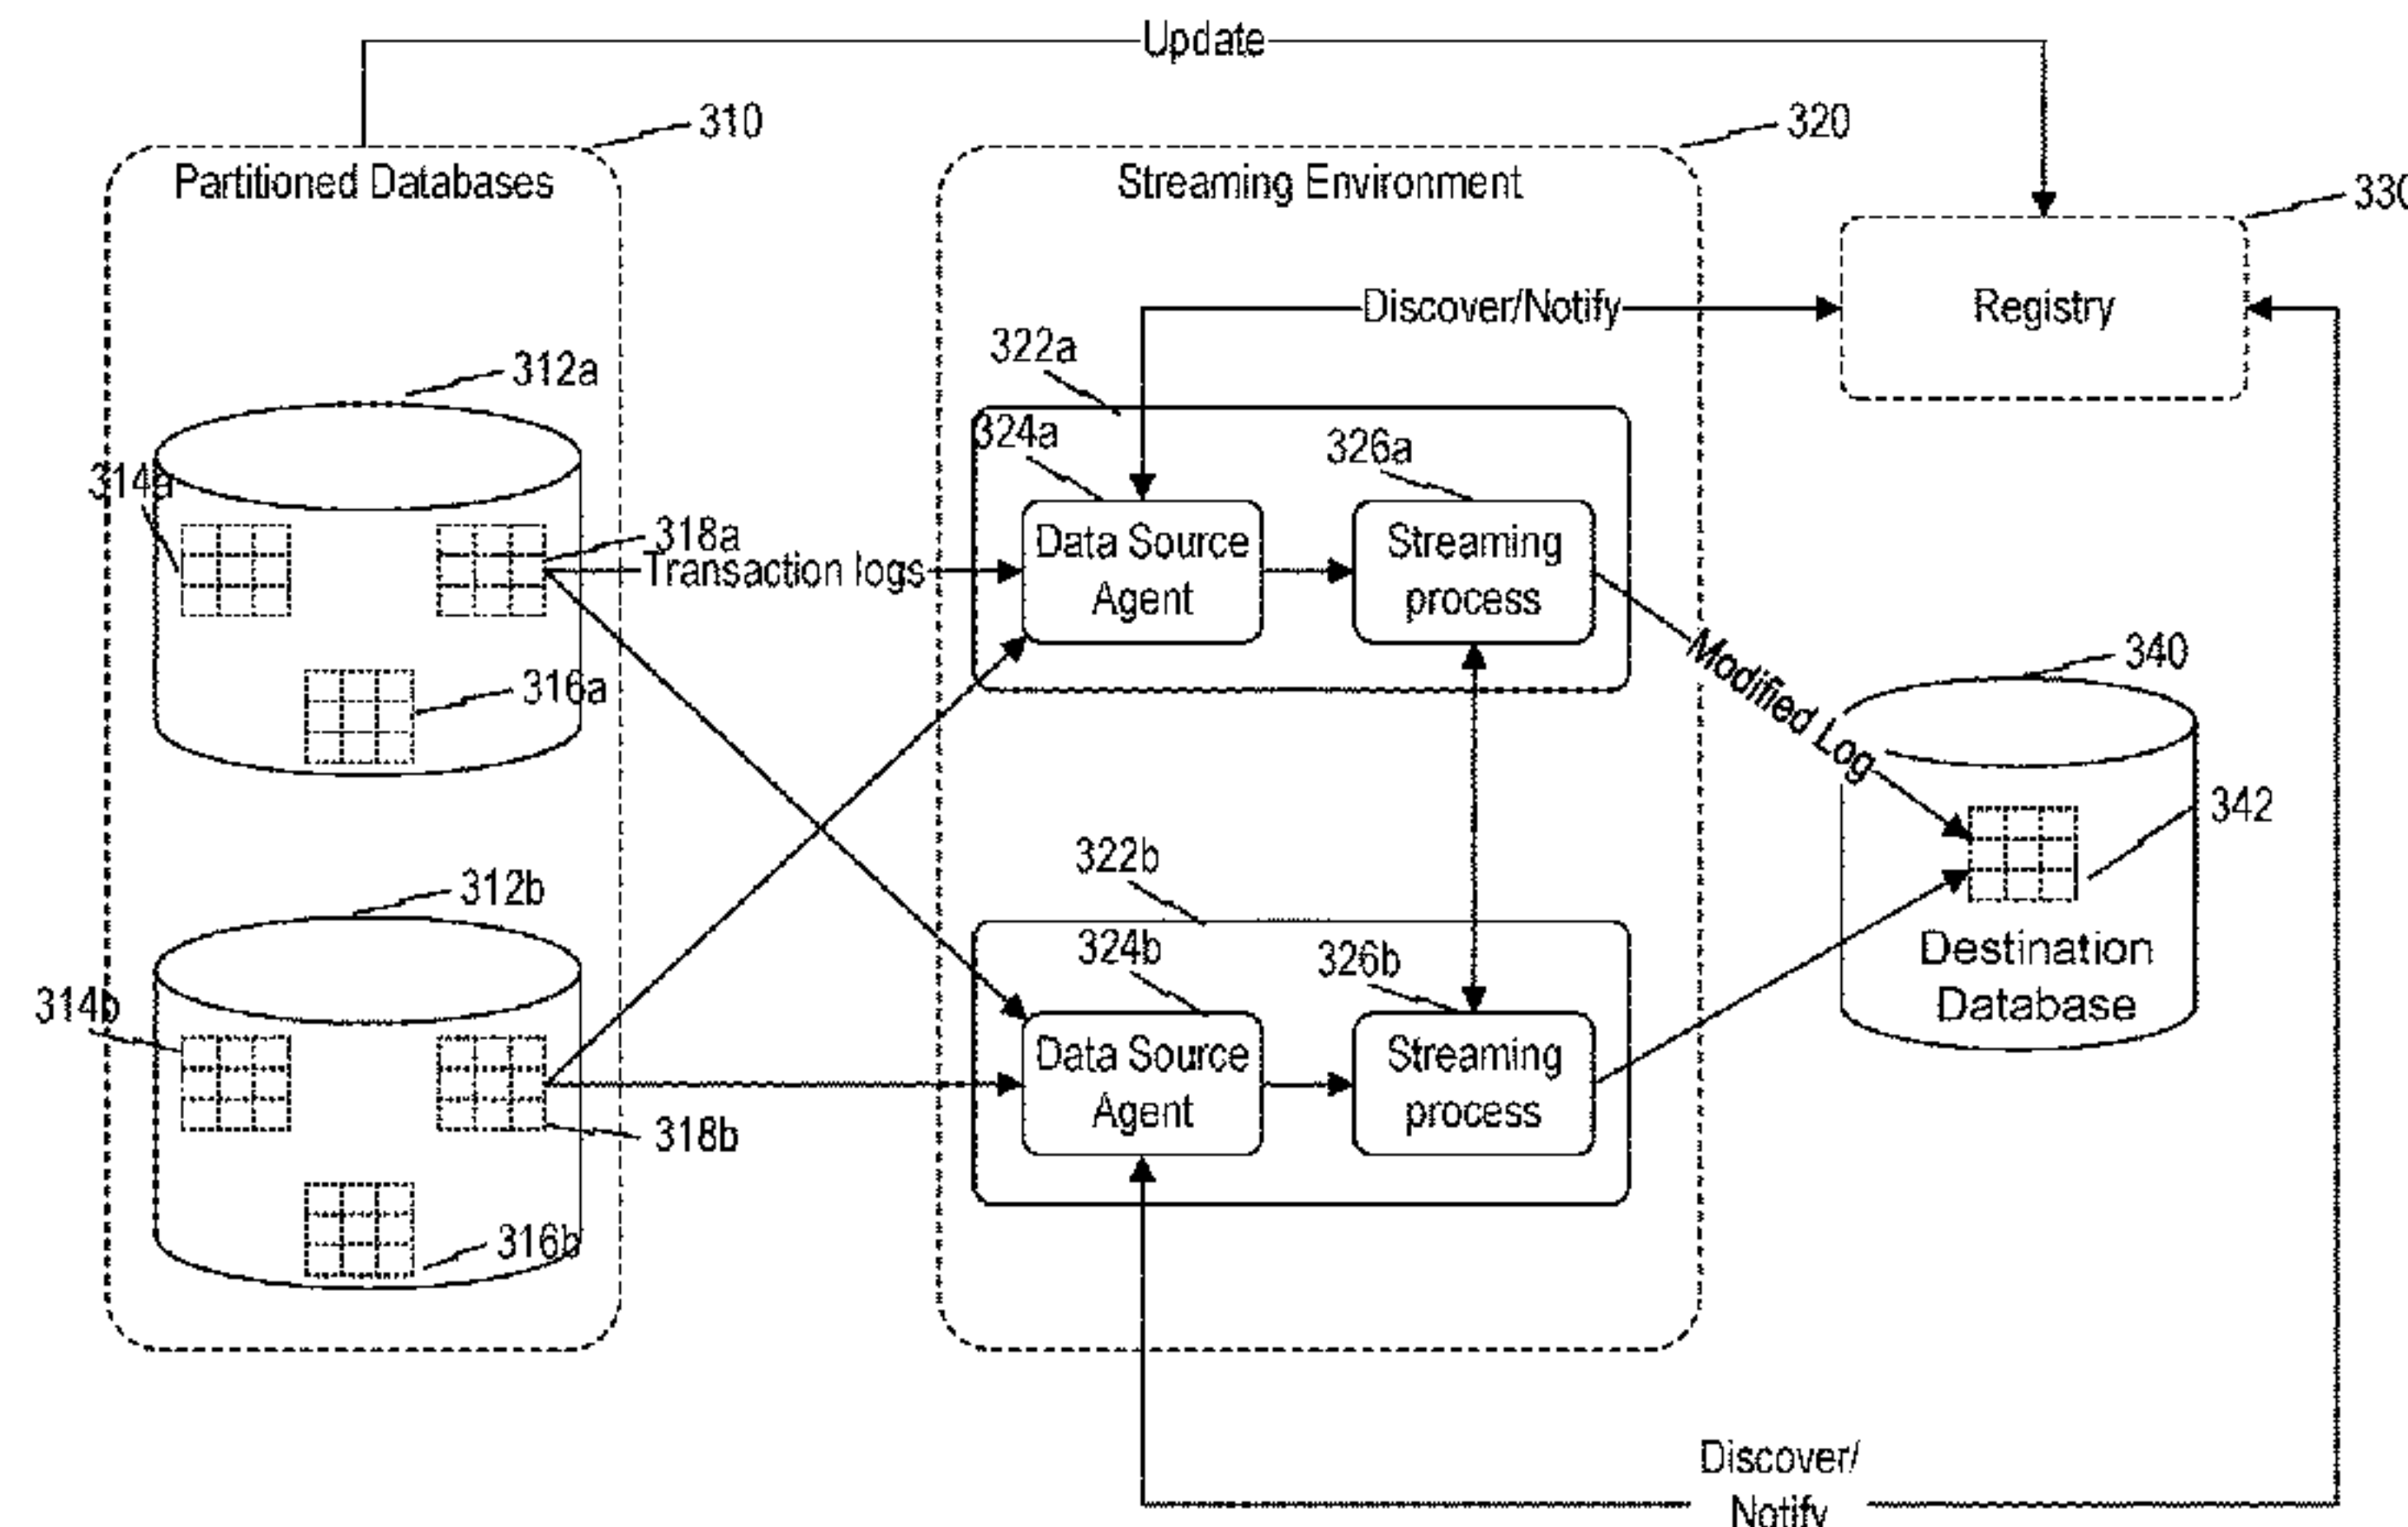 Update
310
320
Partitioned Databases
Streaming Environment
330
Discover/Notify
Registry
322a
312a
324a
326a
314a
318a
Data Source
Agent
Streaming
process
Transaction logs
316a
Modified Log
340
342
322b
312b
324b
326b
Destination
Database
314b
Data Source
Agent
Streaming
process
318b
316b
Discover/
Notify